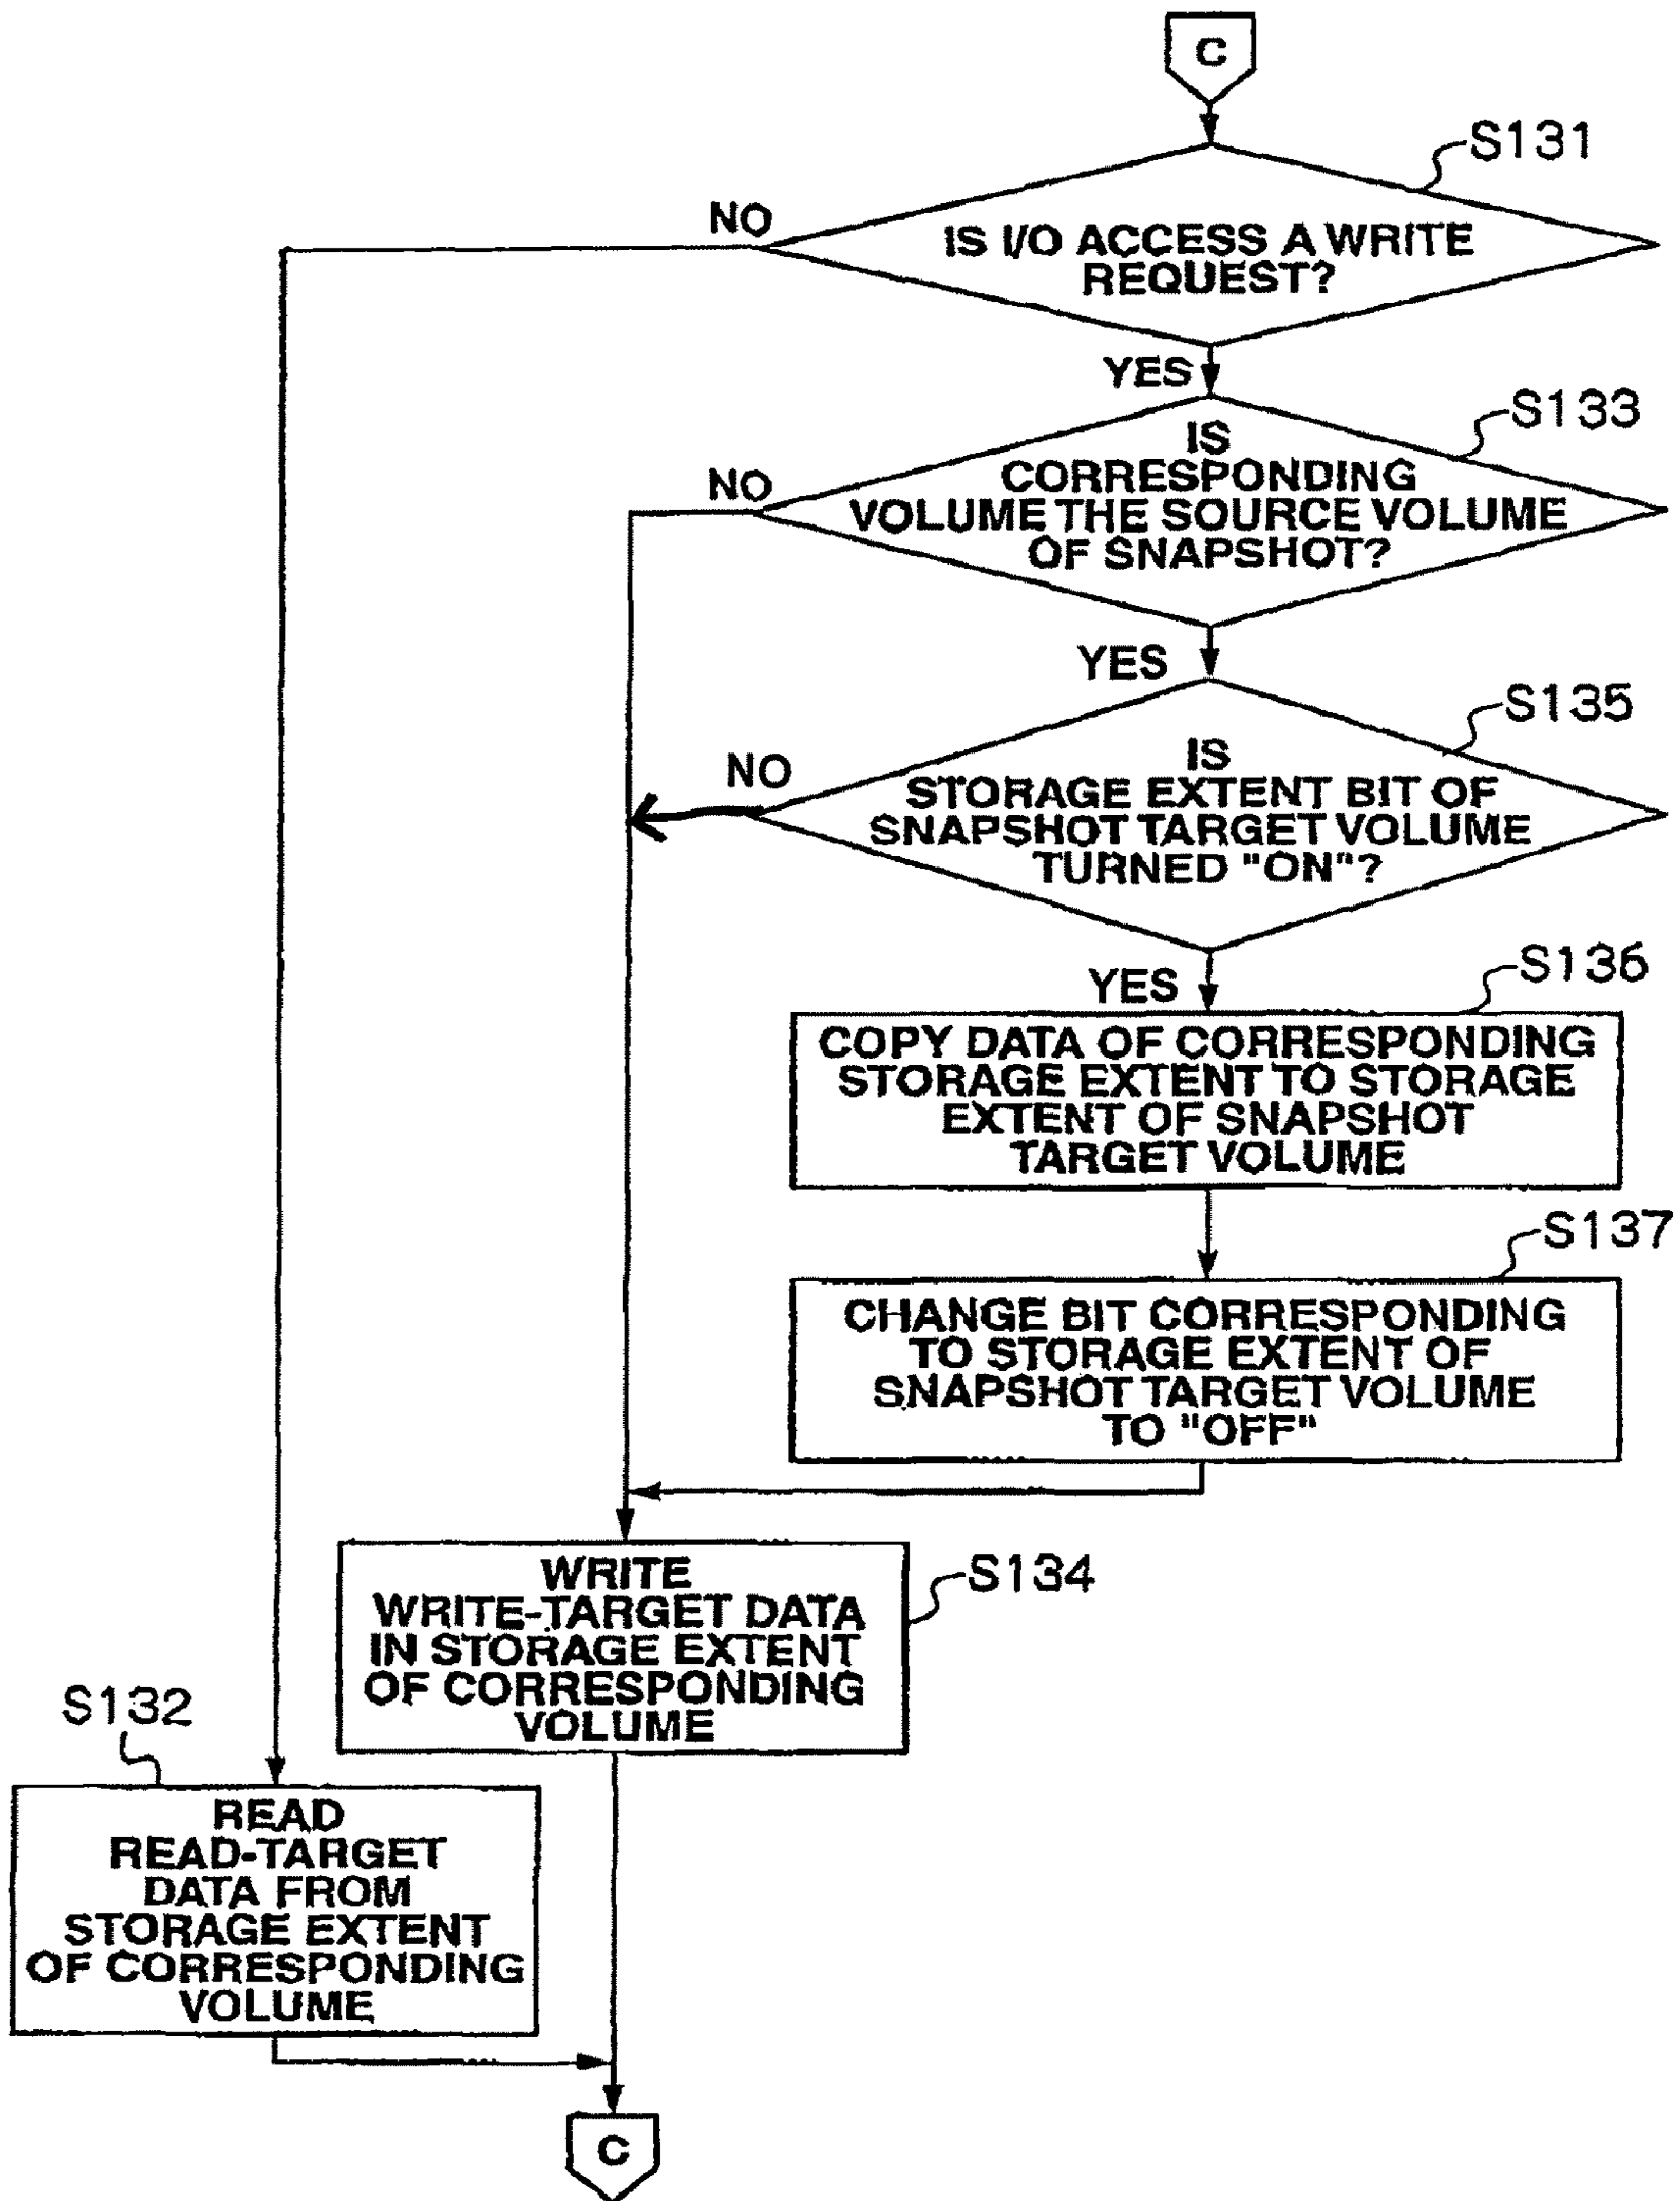 C
S131
NO
IS I/O ACCESS A WRITE
REQUEST?
YES
S133
NO
IS
CORRESPONDING
VOLUME THE SOURCE VOLUME
OF SNAPSHOT?
YES
S135
NO
IS
STORAGE EXTENT BIT OF
SNAPSHOT TARGET VOLUME
TURNED "ON"?
YES
S136
COPY DATA OF CORRESPONDING
STORAGE EXTENT TO STORAGE
EXTENT OF SNAPSHOT
TARGET VOLUME
S137
CHANGE BIT CORRESPONDING
TO STORAGE EXTENT OF
SNAPSHOT TARGET VOLUME
TO "OFF"
S134
WRITE
WRITE-TARGET DATA
IN STORAGE EXTENT
OF CORRESPONDING
VOLUME
S132
READ
READ-TARGET
DATA FROM
STORAGE EXTENT
OF CORRESPONDING
VOLUME
C